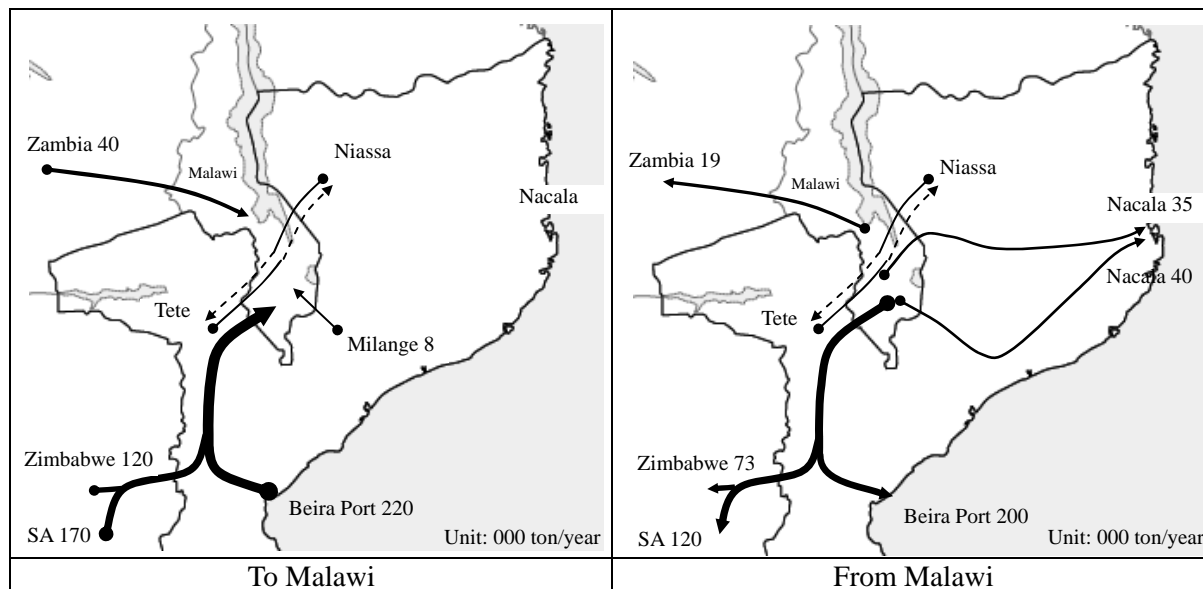 Zambia 40
Niassa
Malawi
Nacala
Tete
Milange 8
Zimbabwe 120
Beira Port 220
SA 170
Unit: 000 ton/year
To Malawi
Zambia 19
Niassa
Malawi
Nacala 35
Nacala 40
Tete
Zimbabwe 73
Beira Port 200
SA 120
Unit: 000 ton/year
From Malawi